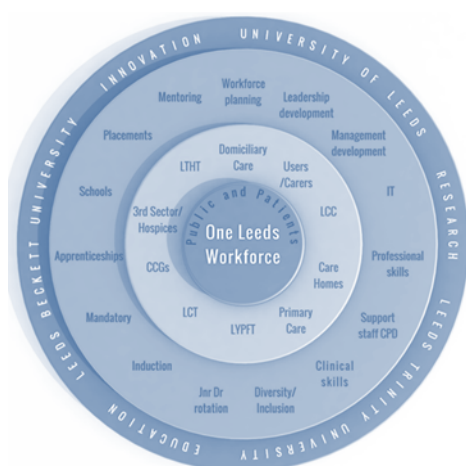 LEEDS BECKETT UNIVERSITY
INNOVATION
UNIVERSITY OF LEEDS
RESEARCH
LEEDS TRINITY UNIVERSITY
EDUCATION
Mentoring
Workforce
planning
Leadership
development
Management
development
IT
Professional
skills
Support
staff CPD
Clinical
skills
Diversity/
Inclusion
Jnr Dr
rotation
Induction
Mandatory
Apprenticeships
Schools
Placements
LTHT
Domiciliary
Care
Users
/Carers
LCC
Care
Homes
Primary
Care
LYPFT
LCT
CCGs
3rd Sector/
Hospices
Public and Patients
One Leeds
Workforce